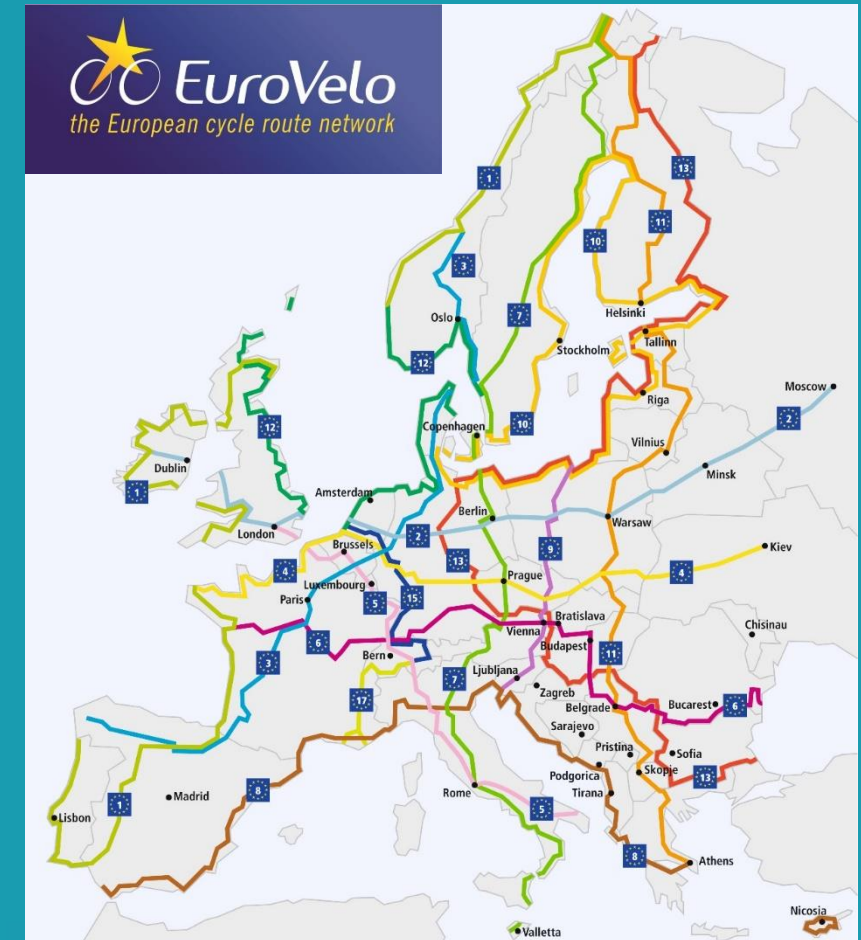 EuroVelo
the European cycle route network
1
13
10
11
3
Oslo
7
Helsinki
Tallinn
Stockholm
12
Moscow
Riga
2
10
12
Copenhagen
Vilnius
Dublin
Minsk
1
Amsterdam
Berlin
London
Warsaw
2
Brussels
9
Kiev
4
13
4
Prague
Luxembourg
Paris
5
15
Bratislava
Chisinau
Vienna
6
Budapest
Bern
11
3
Ljubljana
7
Zagreb
17
Belgrade
Bucarest
6
Sarajevo
Pristina
Sofia
Podgorica
Skopje
13
8
Madrid
Rome
Tirana
1
5
Lisbon
8
Athens
Nicosia
Valletta